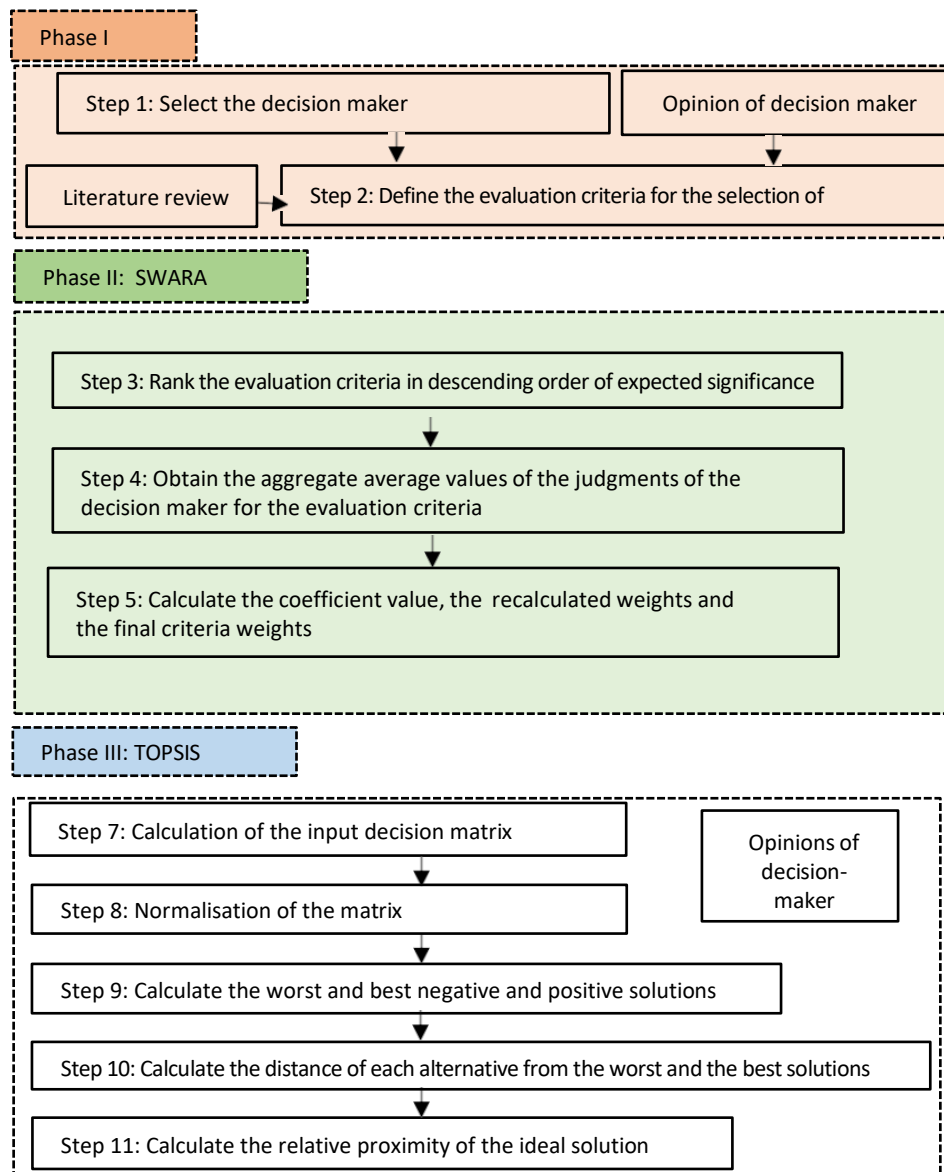 Phase I
Step 1: Select the decision maker
Opinion of decision maker
Literature review
Step 2: Define the evaluation criteria for the selection of
Phase II: SWARA
Step 3: Rank the evaluation criteria in descending order of expected significance
Step 4: Obtain the aggregate average values of the judgments of the
decision maker for the evaluation criteria
Step 5: Calculate the coefficient value, the recalculated weights and
the final criteria weights
Phase III: TOPSIS
Step 7: Calculation of the input decision matrix
Opinions of
decision-
maker
Step 8: Normalisation of the matrix
Step 9: Calculate the worst and best negative and positive solutions
Step 10: Calculate the distance of each alternative from the worst and the best solutions
Step 11: Calculate the relative proximity of the ideal solution